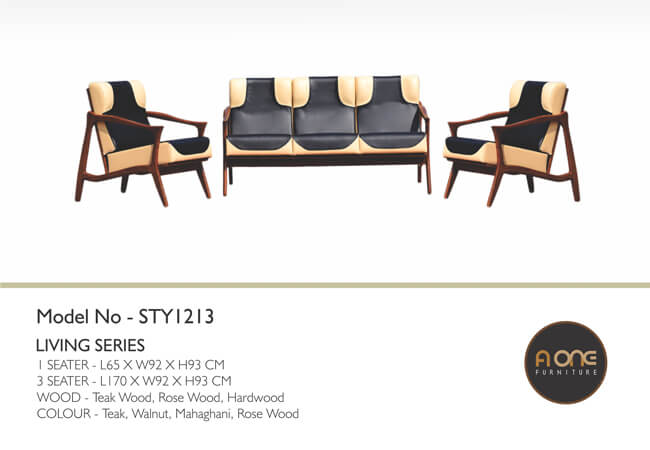 Model No - STY1213
LIVING SERIES
1 SEATER - L65 X W92 X H93 CM
3 SEATER - L170 X W92 X H93 CM
WOOD - Teak Wood, Rose Wood, Hardwood
COLOUR - Teak, Walnut, Mahaghani, Rose Wood
A ONE
FURNITURE